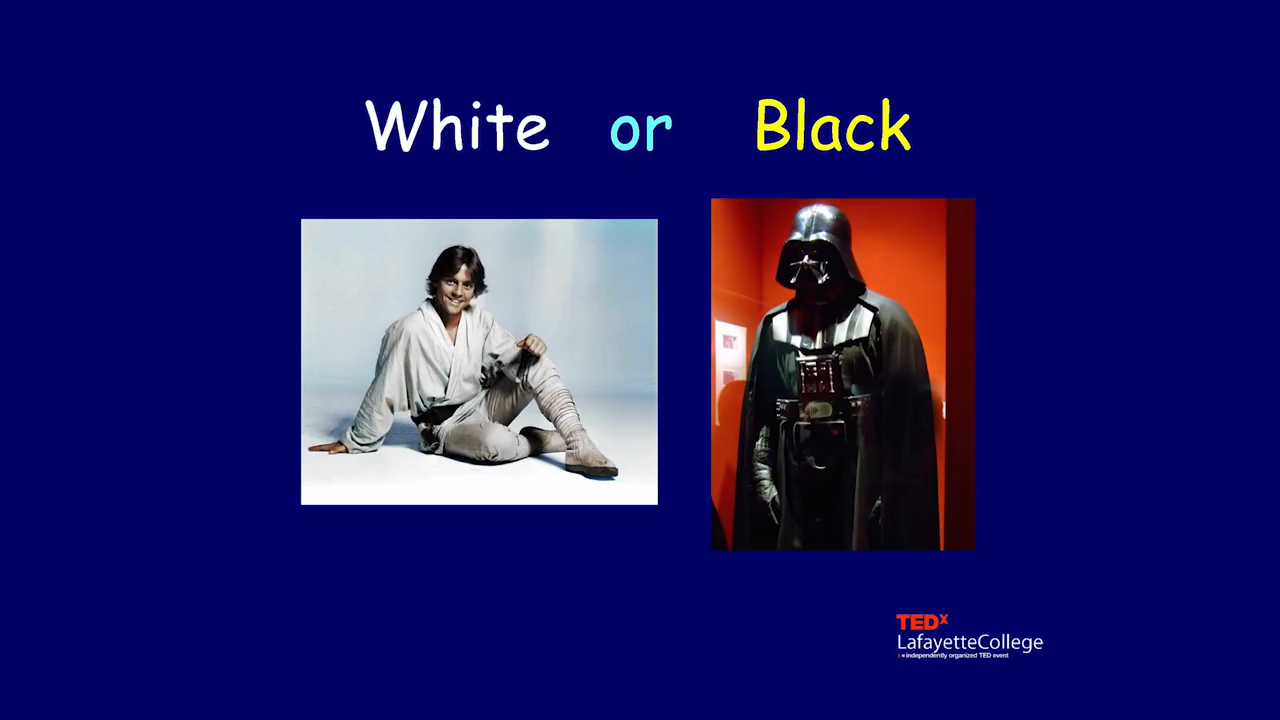 White or Black
TEDx
LafayetteCollege
x = independently organized TED event